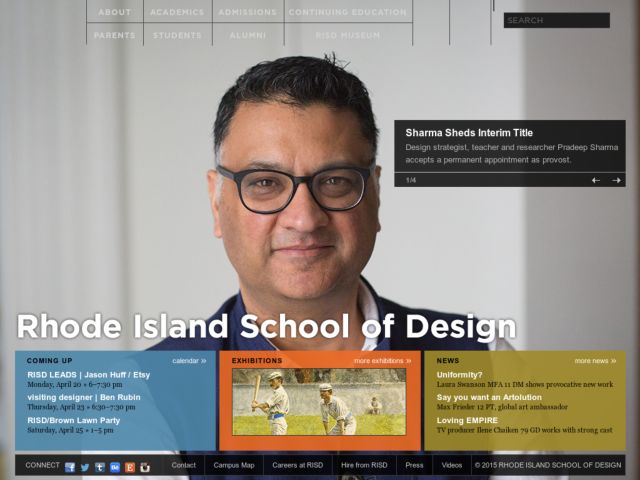 ABOUT ACADEMICS ADMISSIONS CONTINUING EDUCATION
PARENTS STUDENTS ALUMNI RISD MUSEUM
SEARCH
Sharma Sheds Interim Title
Design strategist, teacher and researcher Pradeep Sharma
accepts a permanent appointment as provost.
1/4
Rhode Island School of Design
COMING UP calendar »
RISD LEADS | Jason Huff / Etsy
Monday, April 20 » 6–7:30 pm
visiting designer | Ben Rubin
Thursday, April 23 » 6:30–7:30 pm
RISD/Brown Lawn Party
Saturday, April 25 » 1–5 pm
EXHIBITIONS more exhibitions »
NEWS more news »
Uniformity?
Laura Swanson MFA 11 DM shows provocative new work
Say you want an Artolution
Max Frieder 12 PT, global art ambassador
Loving EMPIRE
TV producer Ilene Chaiken 79 GD works with strong cast
CONNECT Contact Campus Map Careers at RISD Hire from RISD Press Videos © 2015 RHODE ISLAND SCHOOL OF DESIGN